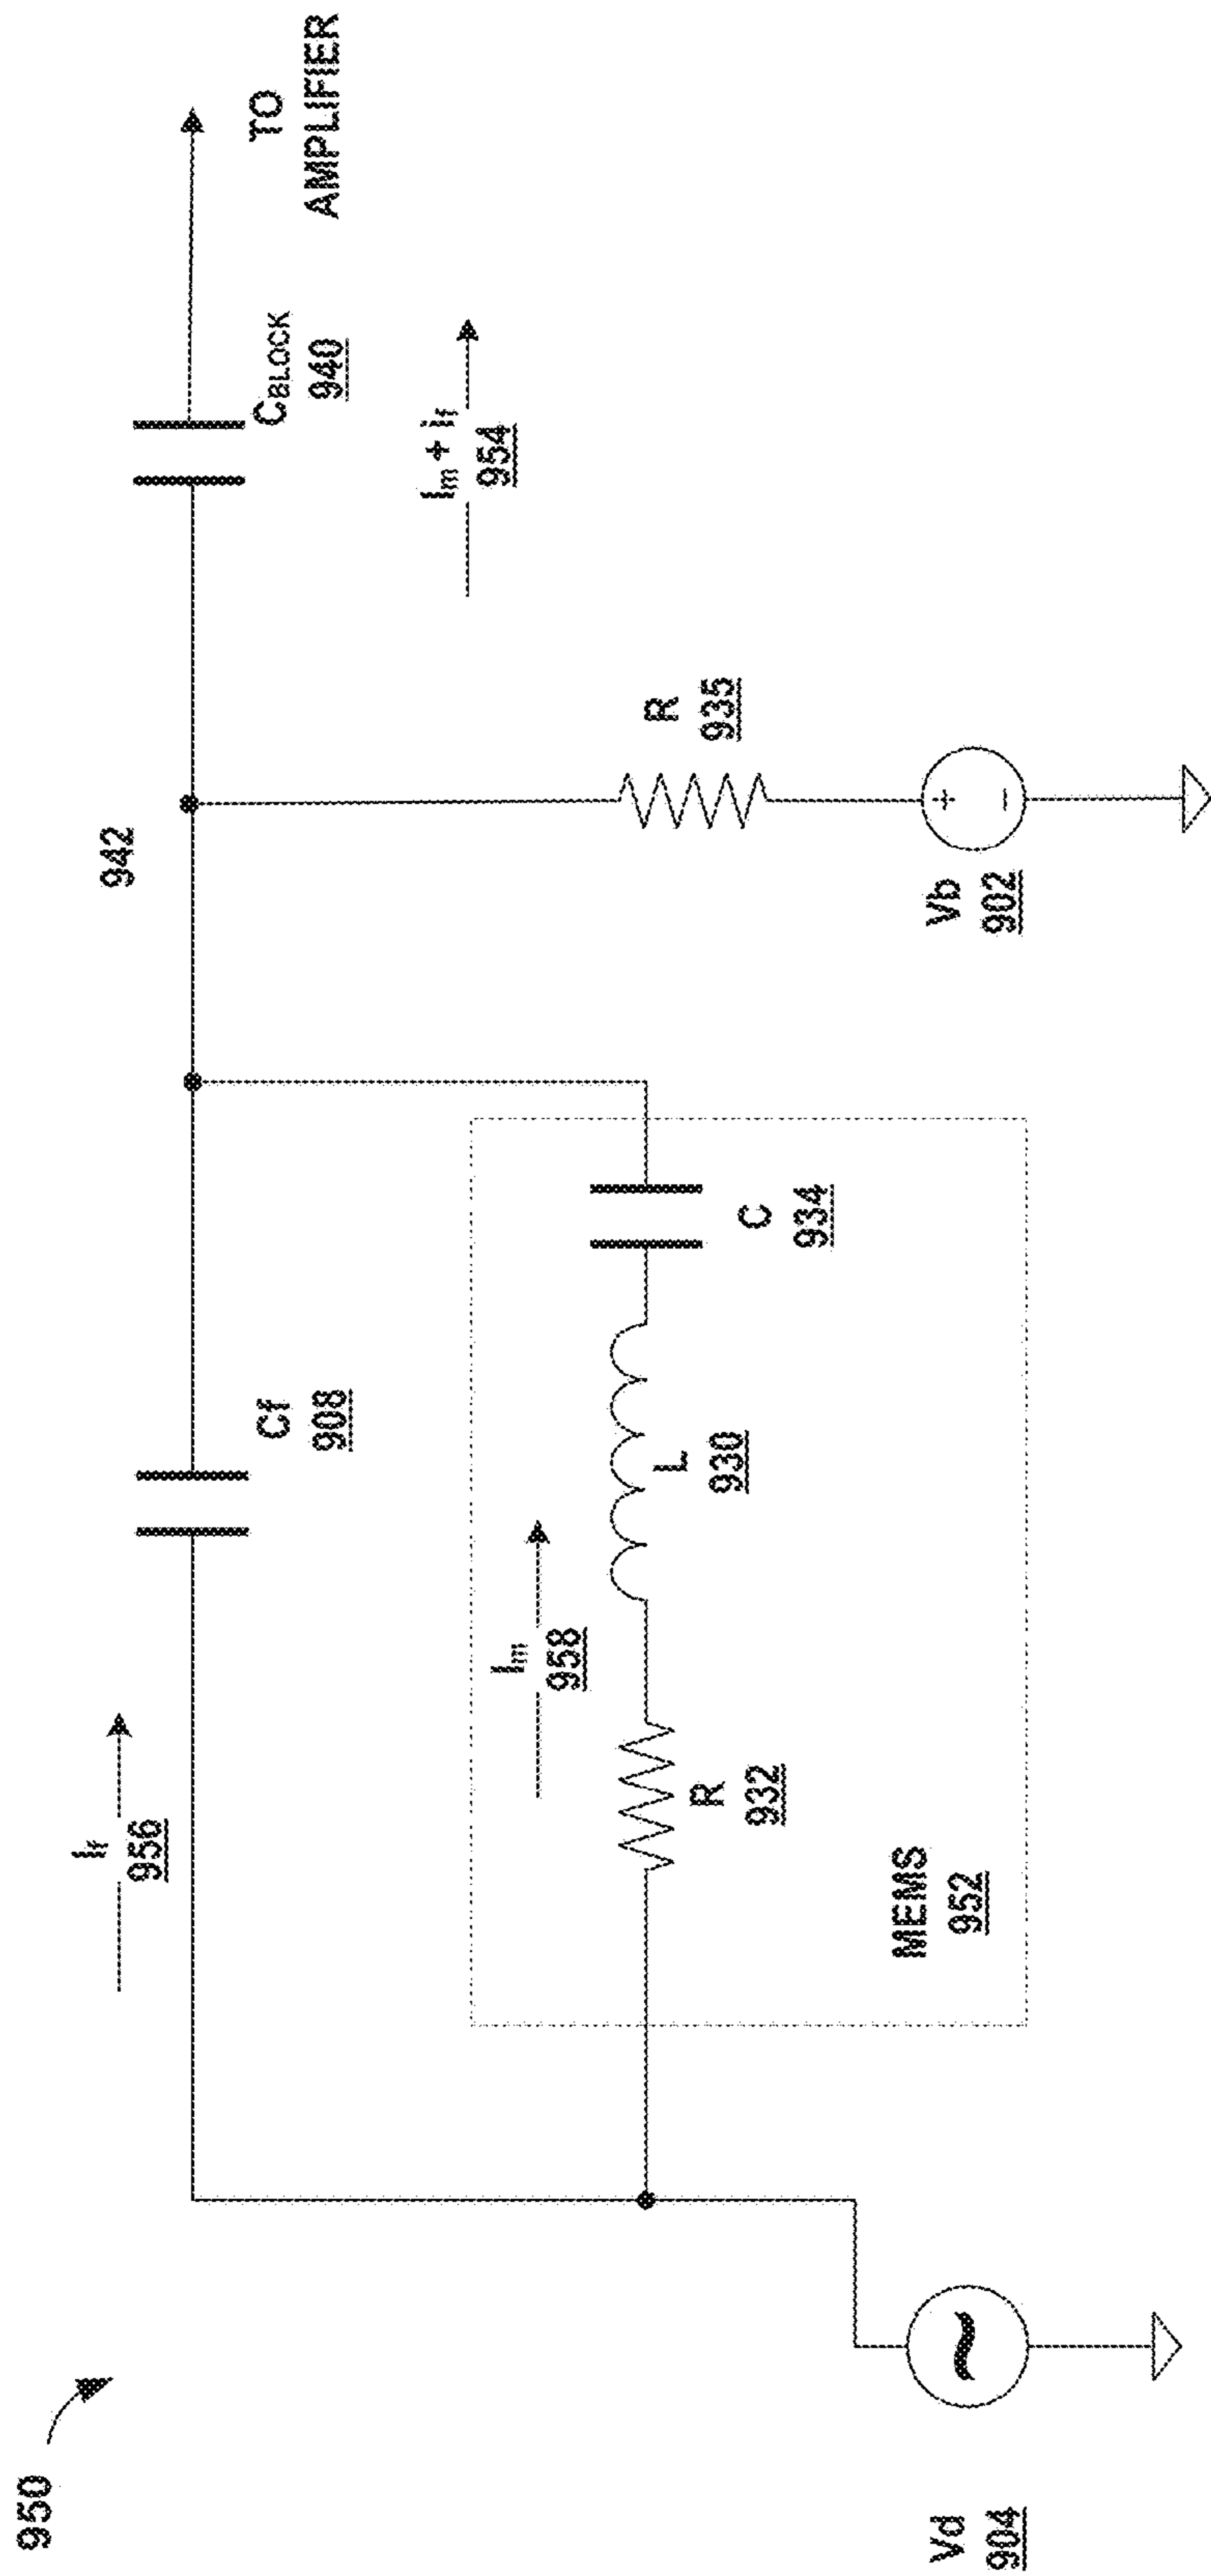 950
If
956
Cf
908
942
CBLOCK
940
TO
AMPLIFIER
Im
958
Im + If
954
R
932
L
930
C
934
MEMS
952
R
935
Vd
904
Vb
902
+
−
~